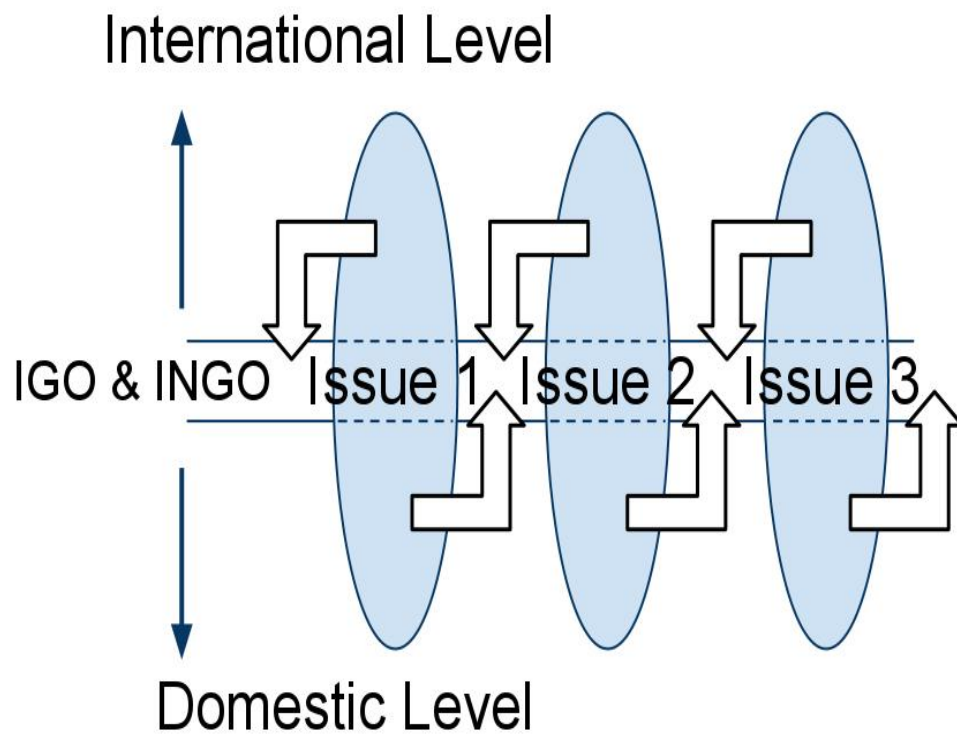 International Level
IGO & INGO Issue 1 Issue 2 Issue 3
Domestic Level